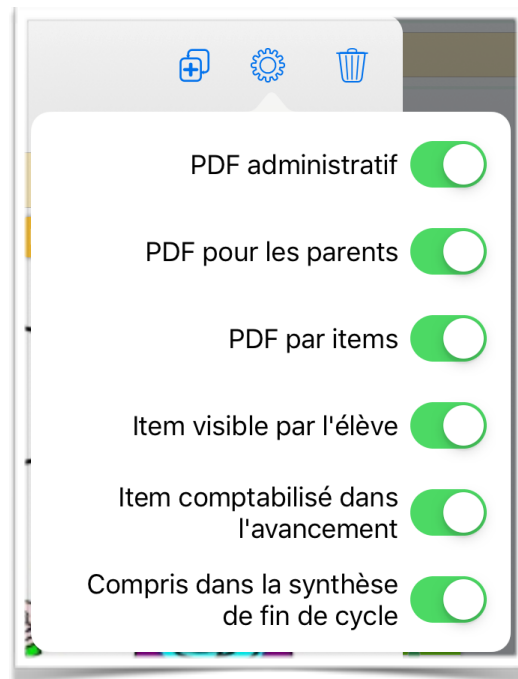 PDF administratif
PDF pour les parents
PDF par items
Item visible par l'élève
Item comptabilisé dans
l'avancement
Compris dans la synthèse
de fin de cycle